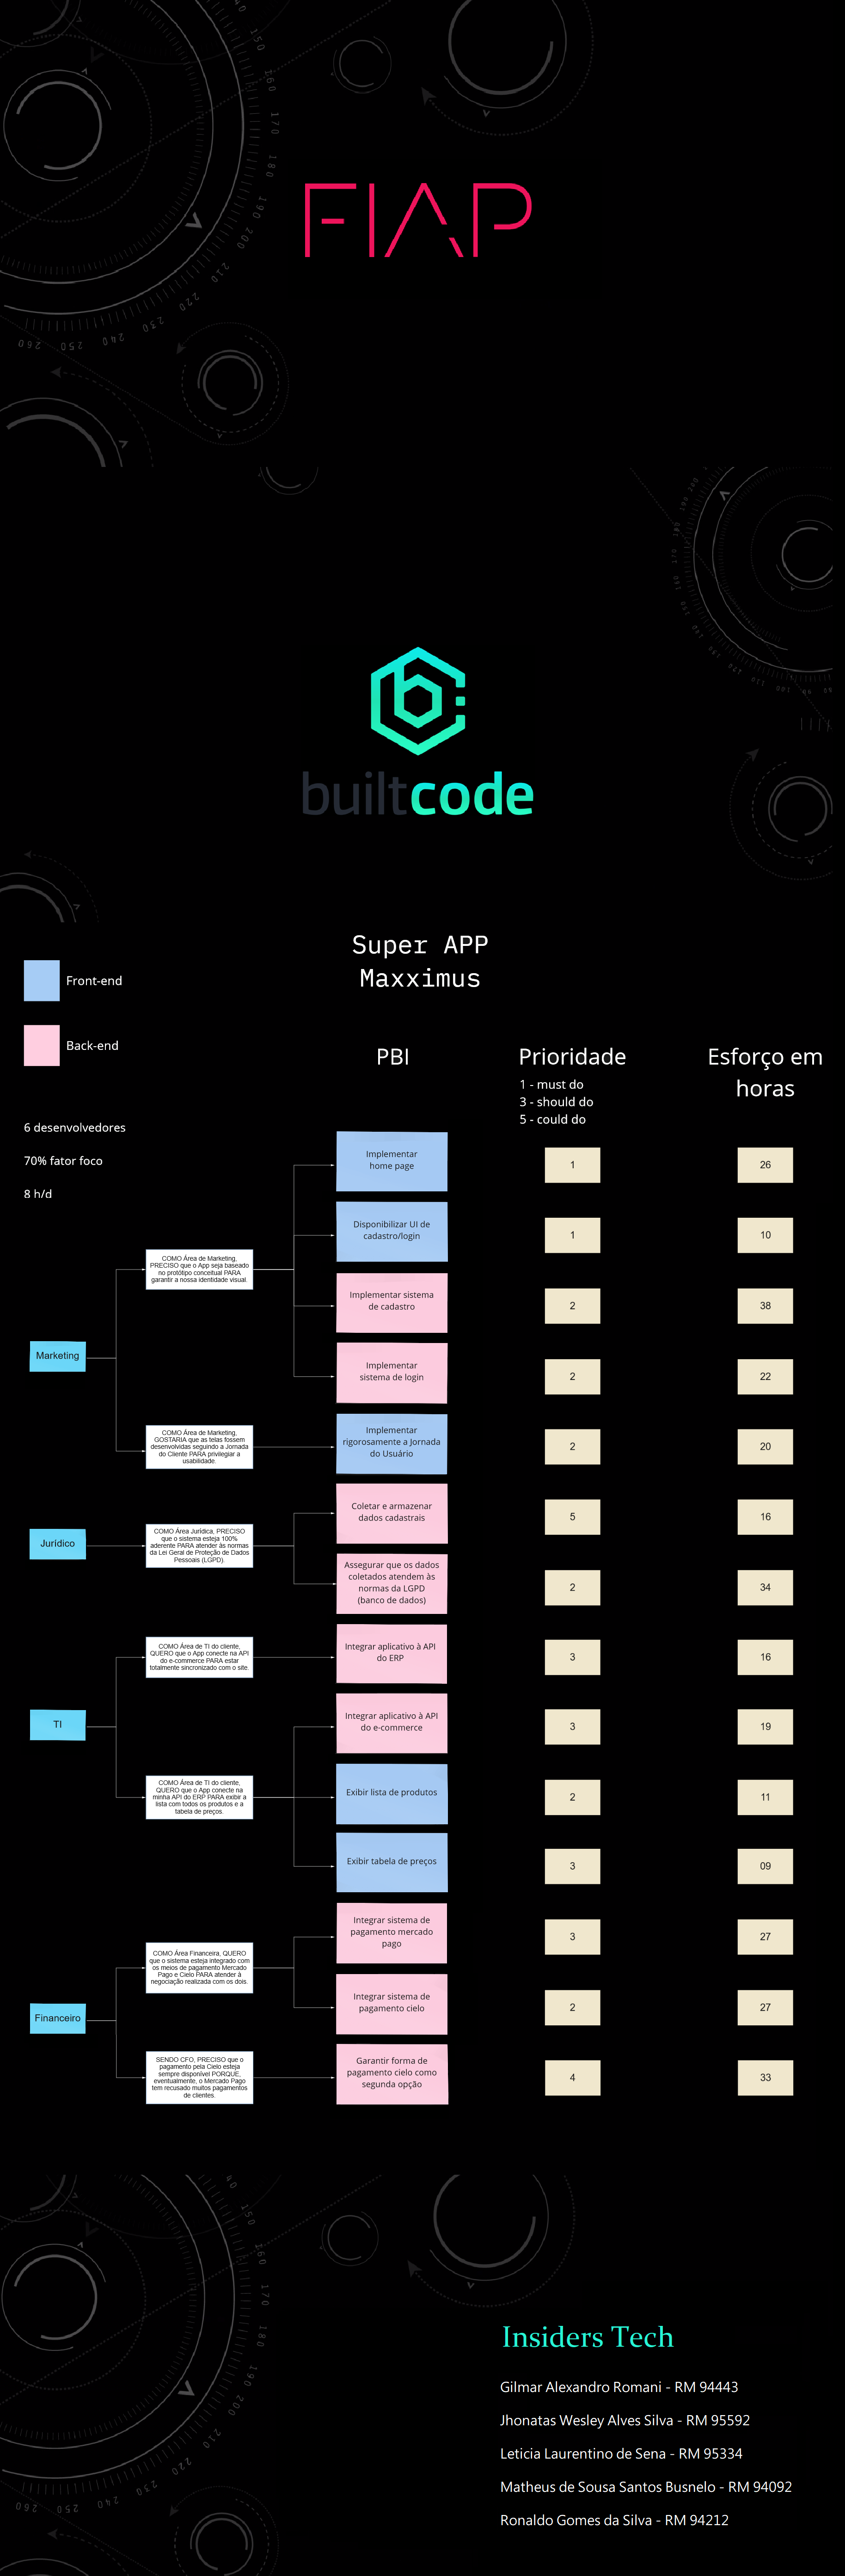 FIAP
builtcode
Super APP
Maxximus
Front-end
Back-end
6 desenvolvedores
70% fator foco
8 h/d
PBI
Prioridade
1 - must do
3 - should do
5 - could do
Esforço em
horas
Marketing
COMO Área de Marketing,
PRECISO que o App seja baseado
no protótipo conceitual PARA
garantir a nossa identidade visual.
Implementar
home page
1
26
Disponibilizar UI de
cadastro/login
1
10
Implementar sistema
de cadastro
2
38
Implementar
sistema de login
2
22
COMO Área de Marketing,
GOSTARIA que as telas fossem
desenvolvidas seguindo a Jornada
do Cliente PARA privilegiar a
usabilidade.
Implementar
rigorosamente a Jornada
do Usuário
2
20
Jurídico
COMO Área Jurídica, PRECISO
que o sistema esteja 100%
aderente PARA atender às normas
da Lei Geral de Proteção de Dados
Pessoais (LGPD).
Coletar e armazenar
dados cadastrais
5
16
Assegurar que os dados
coletados atendem às
normas da LGPD
(banco de dados)
2
34
TI
COMO Área de TI do cliente,
QUERO que o App conecte na API
do e-commerce PARA estar
totalmente sincronizado com o site.
Integrar aplicativo à API
do ERP
3
16
COMO Área de TI do cliente,
QUERO que o App conecte na
minha API do ERP PARA exibir a
lista com todos os produtos e a
tabela de preços.
Integrar aplicativo à API
do e-commerce
3
19
Exibir lista de produtos
2
11
Exibir tabela de preços
3
09
Financeiro
COMO Área Financeira, QUERO
que o sistema esteja integrado com
os meios de pagamento Mercado
Pago e Cielo PARA atender à
negociação realizada com os dois.
Integrar sistema de
pagamento mercado
pago
3
27
Integrar sistema de
pagamento cielo
2
27
SENDO CFO, PRECISO que o
pagamento pela Cielo esteja
sempre disponível PORQUE,
eventualmente, o Mercado Pago
tem recusado muitos pagamentos
de clientes.
Garantir forma de
pagamento cielo como
segunda opção
4
33
Insiders Tech
Gilmar Alexandro Romani - RM 94443
Jhonatas Wesley Alves Silva - RM 95592
Leticia Laurentino de Sena - RM 95334
Matheus de Sousa Santos Busnelo - RM 94092
Ronaldo Gomes da Silva - RM 94212